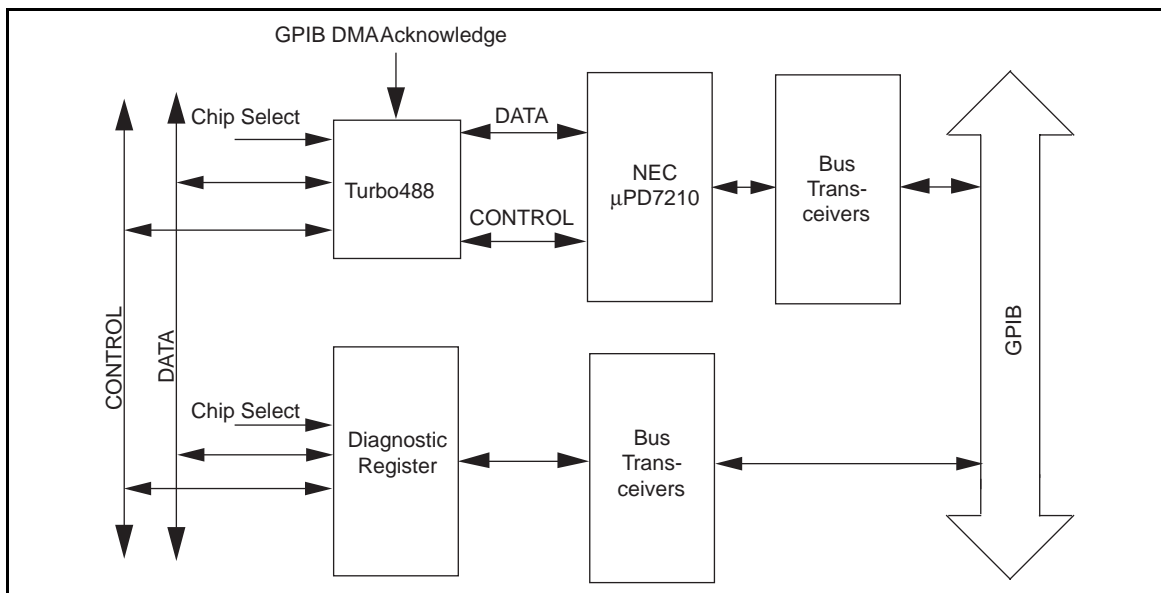 GPIB DMAAcknowledge
Chip Select
DATA
Turbo488
CONTROL
NEC
µPD7210
Bus
Trans-
ceivers
CONTROL
DATA
GPIB
Chip Select
Diagnostic
Register
Bus
Trans-
ceivers